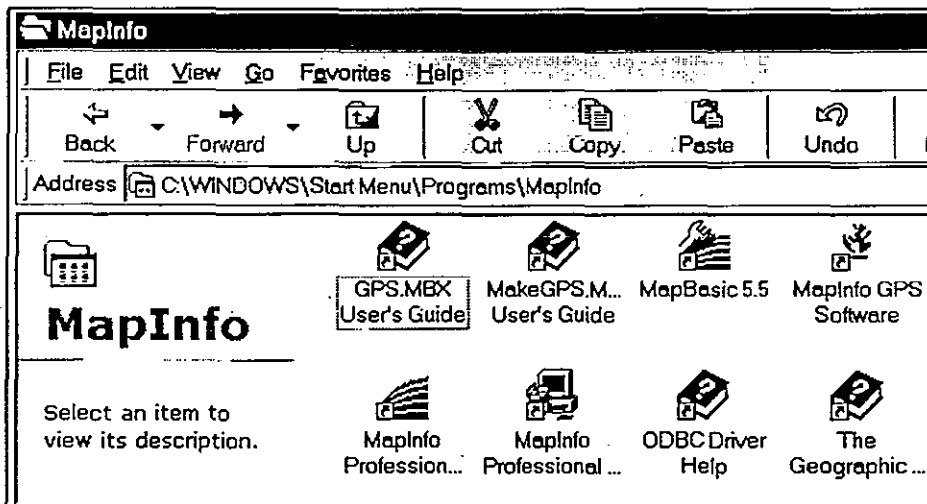 MapInfo
File Edit View Go Favorites Help
Back Forward Up Cut Copy Paste Undo
Address C:\WINDOWS\Start Menu\Programs\MapInfo
MapInfo
Select an item to
view its description.
GPS.MBX
User's Guide
MakeGPS.M...
User's Guide
MapBasic 5.5
MapInfo GPS
Software
MapInfo
Profession...
MapInfo
Professional ...
ODBC Driver
Help
The
Geographic ...